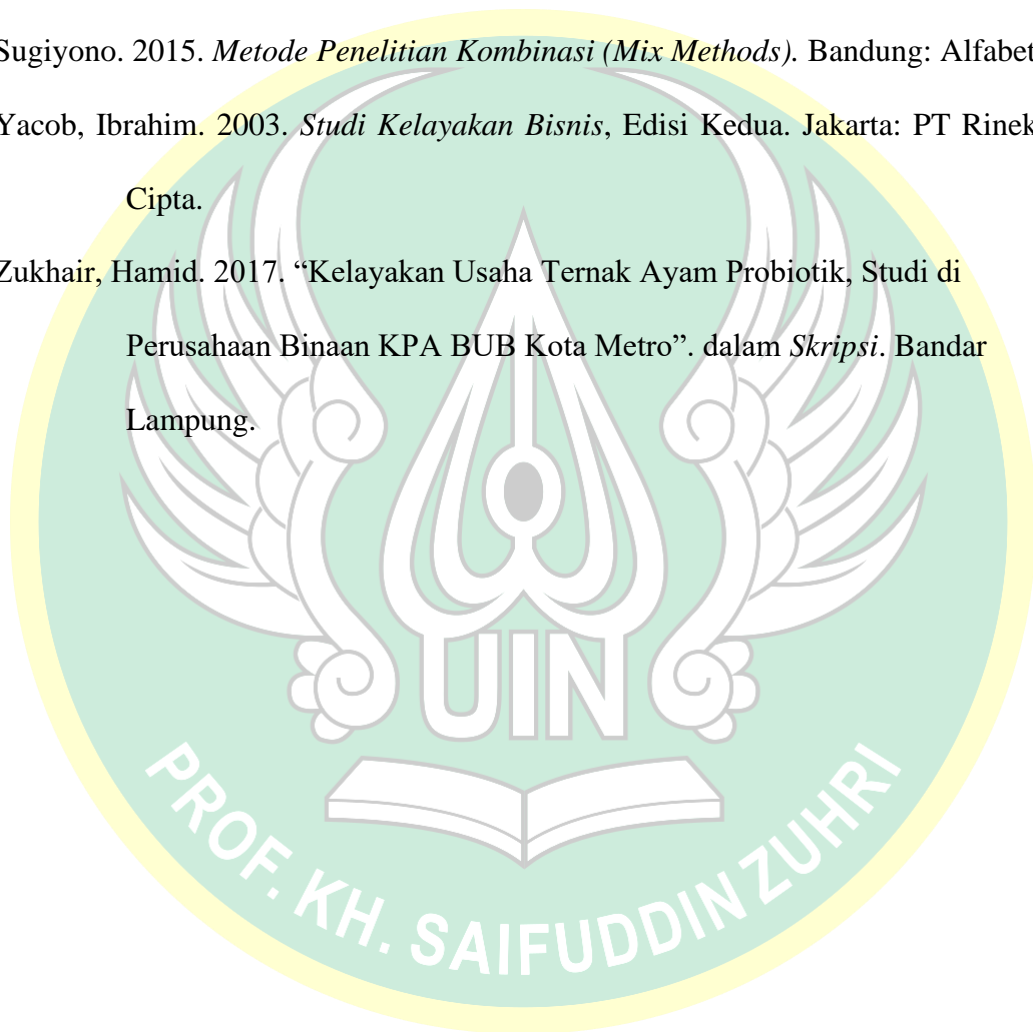 Sugiyono. 2015. Metode Penelitian Kombinasi (Mix Methods). Bandung: Alfabet
Yacob, Ibrahim. 2003. Studi Kelayakan Bisnis, Edisi Kedua. Jakarta: PT Rinek
Cipta.
Zukhair, Hamid. 2017. “Kelayakan Usaha Ternak Ayam Probiotik, Studi di
Perusahaan Binaan KPA BUB Kota Metro”. dalam Skripsi. Bandar
Lampung.
UIN
PROF. KH. SAIFUDDIN ZUHRI